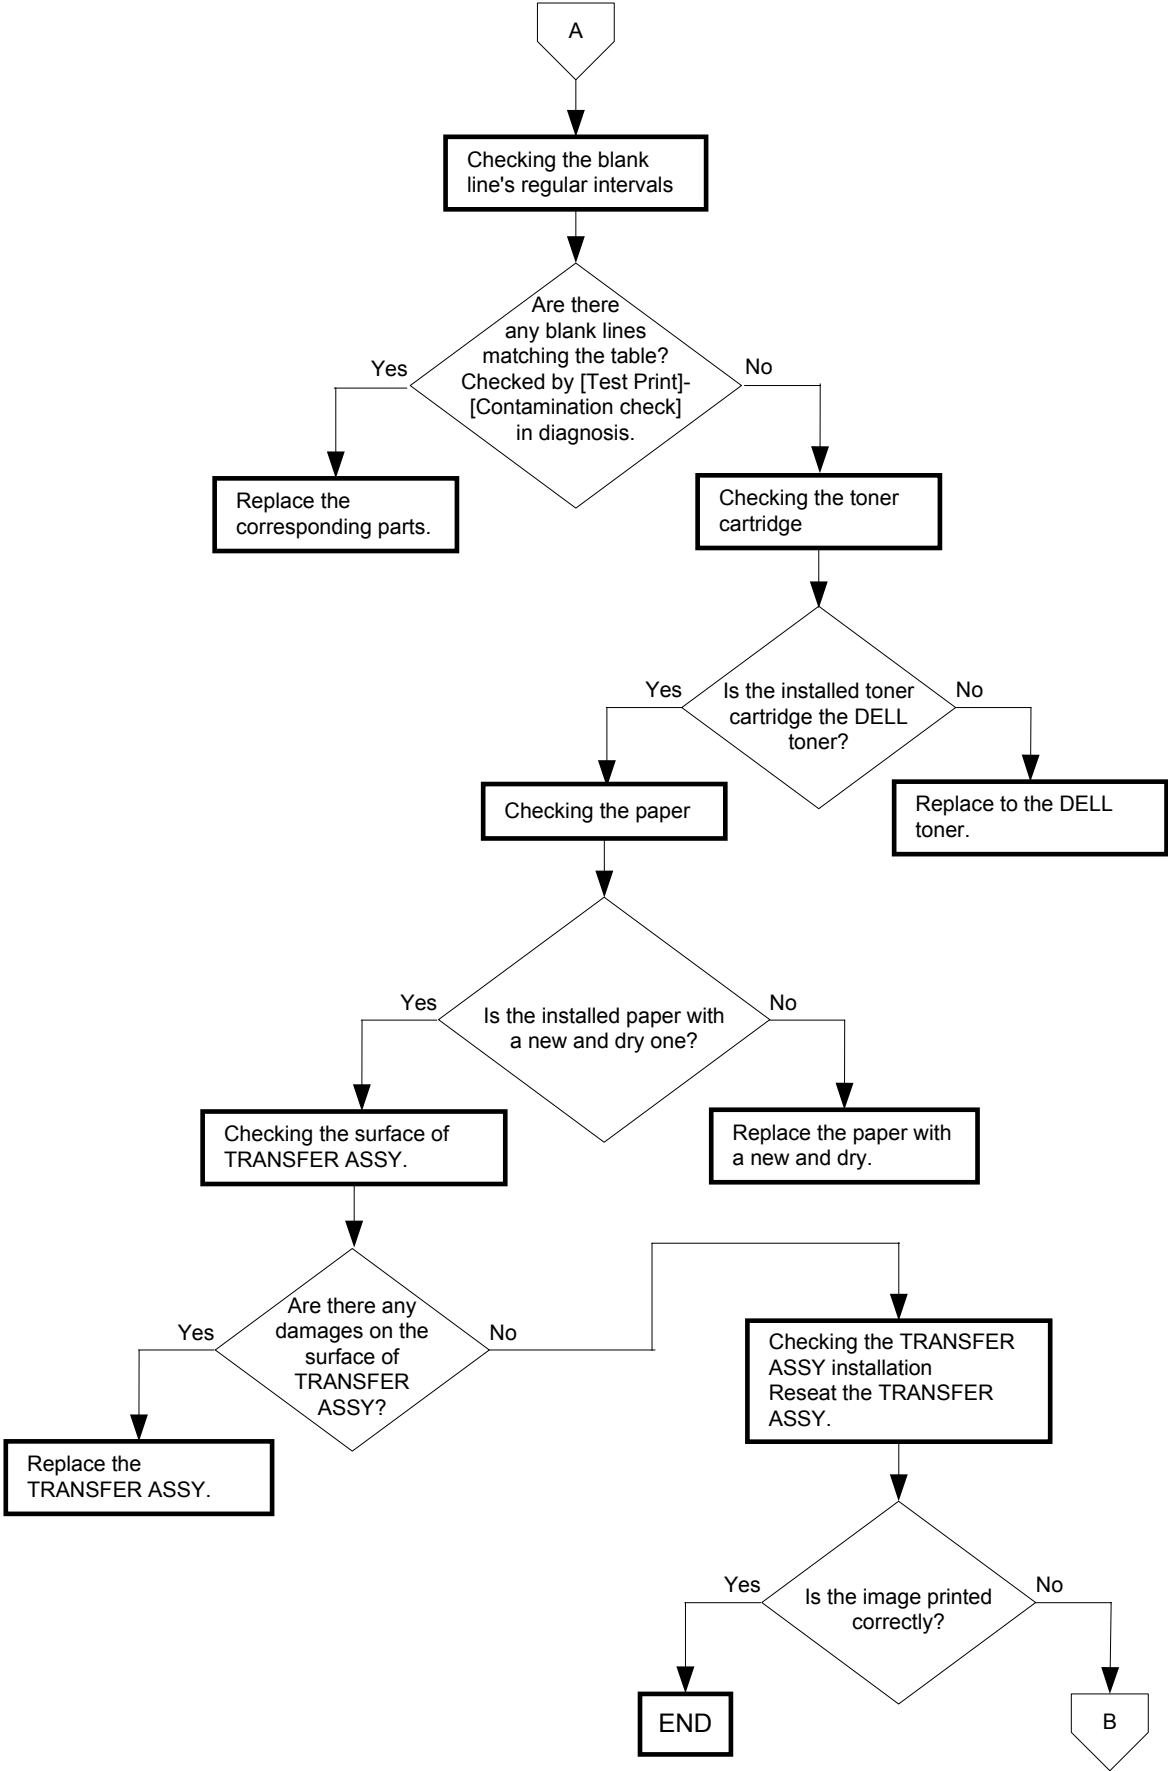 A
Checking the blank
line's regular intervals
Are there
any blank lines
matching the table?
Checked by [Test Print]-
[Contamination check]
in diagnosis.
Yes
No
Replace the
corresponding parts.
Checking the toner
cartridge
Is the installed toner
cartridge the DELL
toner?
Yes
No
Checking the paper
Replace to the DELL
toner.
Is the installed paper with
a new and dry one?
Yes
No
Checking the surface of
TRANSFER ASSY.
Replace the paper with
a new and dry.
Are there any
damages on the
surface of
TRANSFER
ASSY?
Yes
No
Replace the
TRANSFER ASSY.
Checking the TRANSFER
ASSY installation
Reseat the TRANSFER
ASSY.
Is the image printed
correctly?
Yes
No
END
B